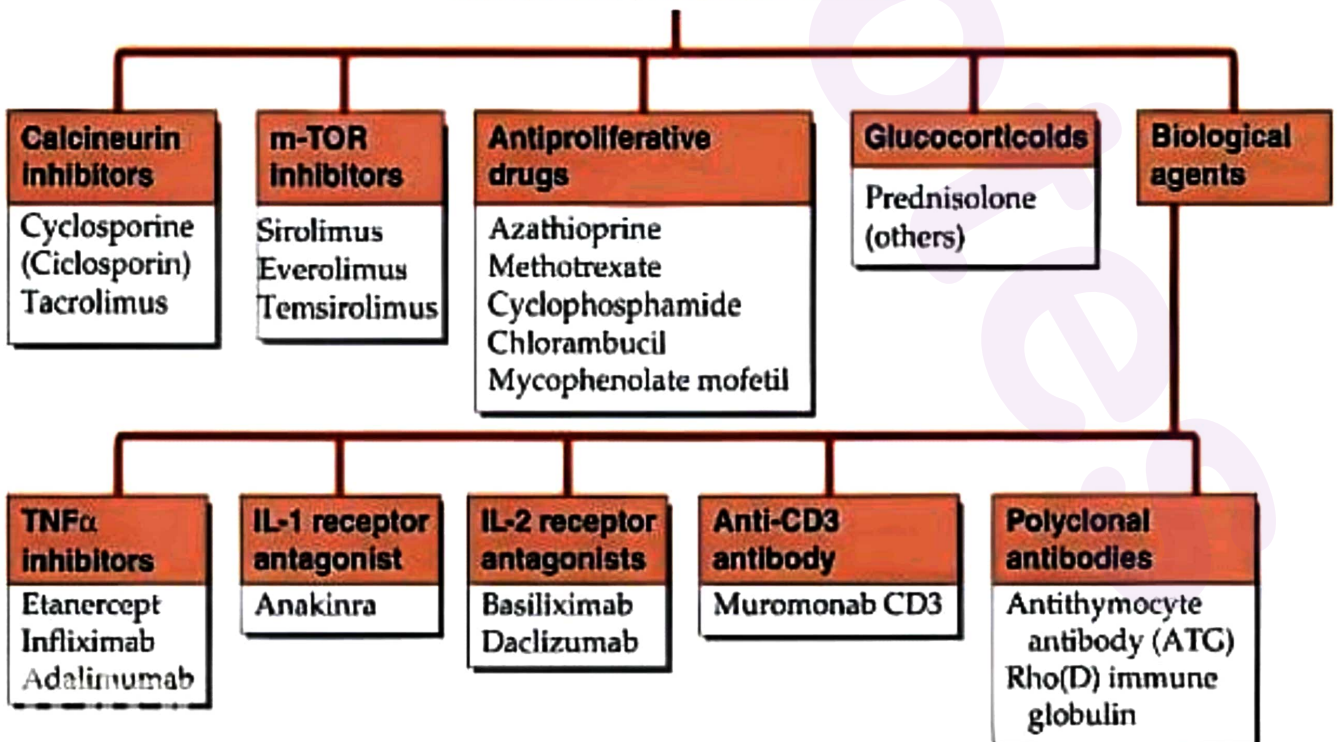 Calcineurin
inhibitors
Cyclosporine
(Ciclosporin)
Tacrolimus
m-TOR
inhibitors
Sirolimus
Everolimus
Temsirolimus
Antiproliferative
drugs
Azathioprine
Methotrexate
Cyclophosphamide
Chlorambucil
Mycophenolate mofetil
Glucocorticoids
Prednisolone
(others)
Biological
agents
TNFα
inhibitors
Etanercept
Infliximab
Adalimumab
IL-1 receptor
antagonist
Anakinra
IL-2 receptor
antagonists
Basiliximab
Daclizumab
Anti-CD3
antibody
Muromonab CD3
Polyclonal
antibodies
Antithymocyte
antibody (ATG)
Rho(D) immune
globulin